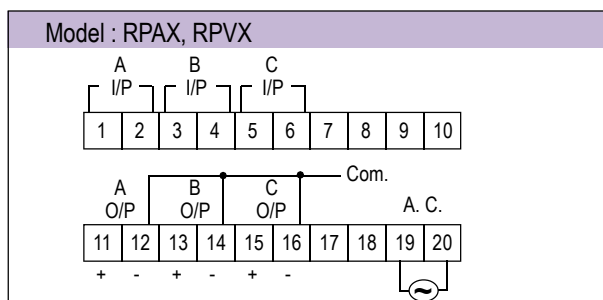 Model : RPAX, RPVX
A B C
I/P I/P I/P
1 2 3 4 5 6 7 8 9 10
Com.
A B C A. C.
O/P O/P O/P
11 12 13 14 15 16 17 18 19 20
+ - + - + -
~